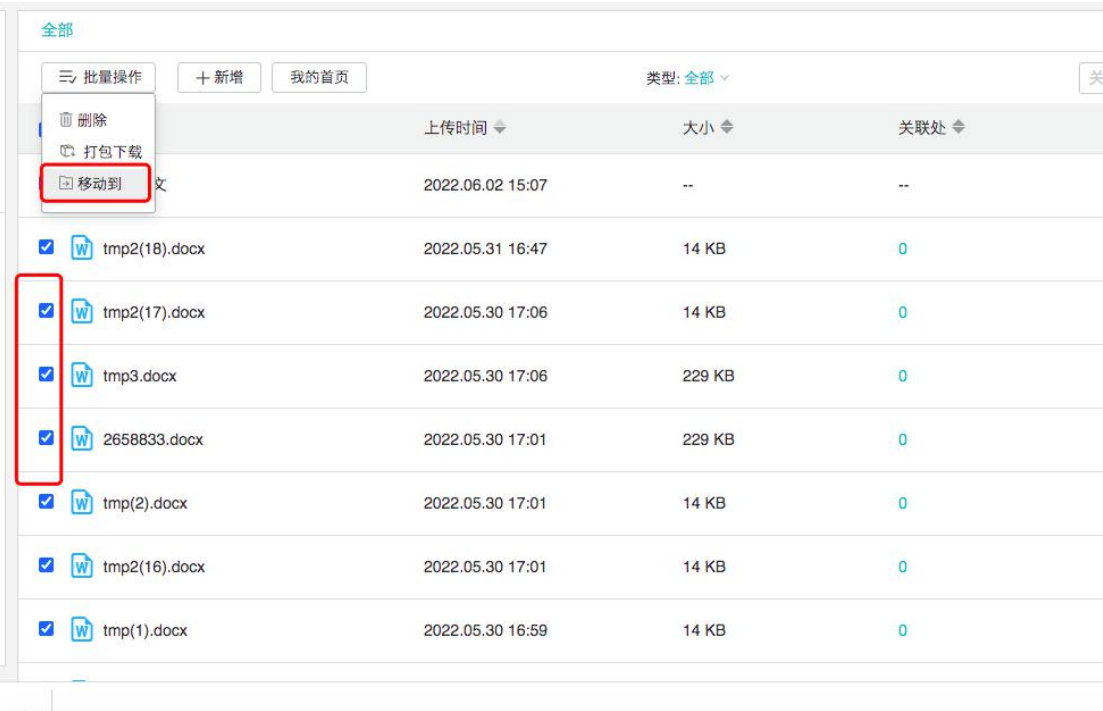 全部
批量操作 + 新增 我的首页 类型: 全部 关
删除
上传时间 大小 关联处
打包下载
移动到 文 2022.06.02 15:07 -- --
tmp2(18).docx 2022.05.31 16:47 14 KB 0
tmp2(17).docx 2022.05.30 17:06 14 KB 0
tmp3.docx 2022.05.30 17:06 229 KB 0
2658833.docx 2022.05.30 17:01 229 KB 0
tmp(2).docx 2022.05.30 17:01 14 KB 0
tmp2(16).docx 2022.05.30 17:01 14 KB 0
tmp(1).docx 2022.05.30 16:59 14 KB 0